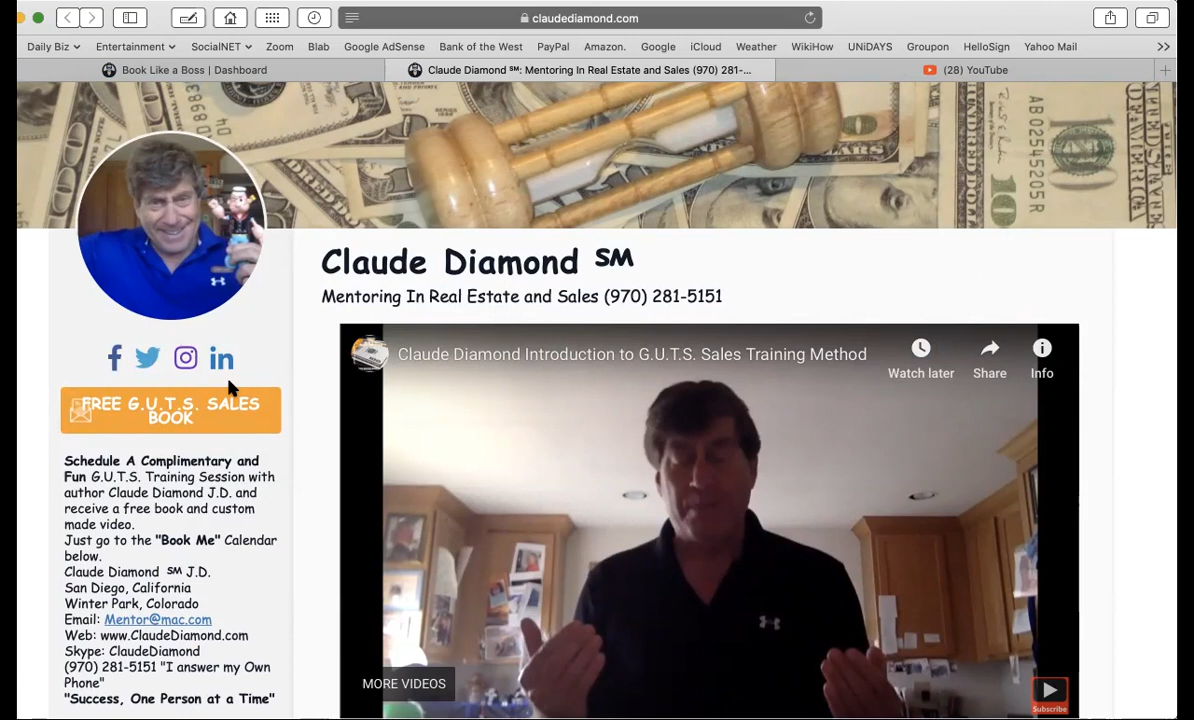 claudediamond.com
Daily Biz
Entertainment
SocialNET
Zoom
Blab
Google AdSense
Bank of the West
PayPal
Amazon.
Google
iCloud
Weather
WikiHow
UNiDAYS
Groupon
HelloSign
Yahoo Mail
Book Like a Boss | Dashboard
Claude Diamond ℠: Mentoring In Real Estate and Sales (970) 281-...
(28) YouTube
AB02545205R
Claude Diamond ℠
Mentoring In Real Estate and Sales (970) 281-5151
Claude Diamond Introduction to G.U.T.S. Sales Training Method
Watch later
Share
Info
FREE G.U.T.S. SALES
BOOK
Schedule A Complimentary and
Fun G.U.T.S. Training Session with
author Claude Diamond J.D. and
receive a free book and custom
made video.
Just go to the "Book Me" Calendar
below.
Claude Diamond ℠ J.D.
San Diego, California
Winter Park, Colorado
Email: Mentor@mac.com
Web: www.ClaudeDiamond.com
Skype: ClaudeDiamond
(970) 281-5151 "I answer my Own
Phone"
"Success, One Person at a Time"
MORE VIDEOS
Subscribe